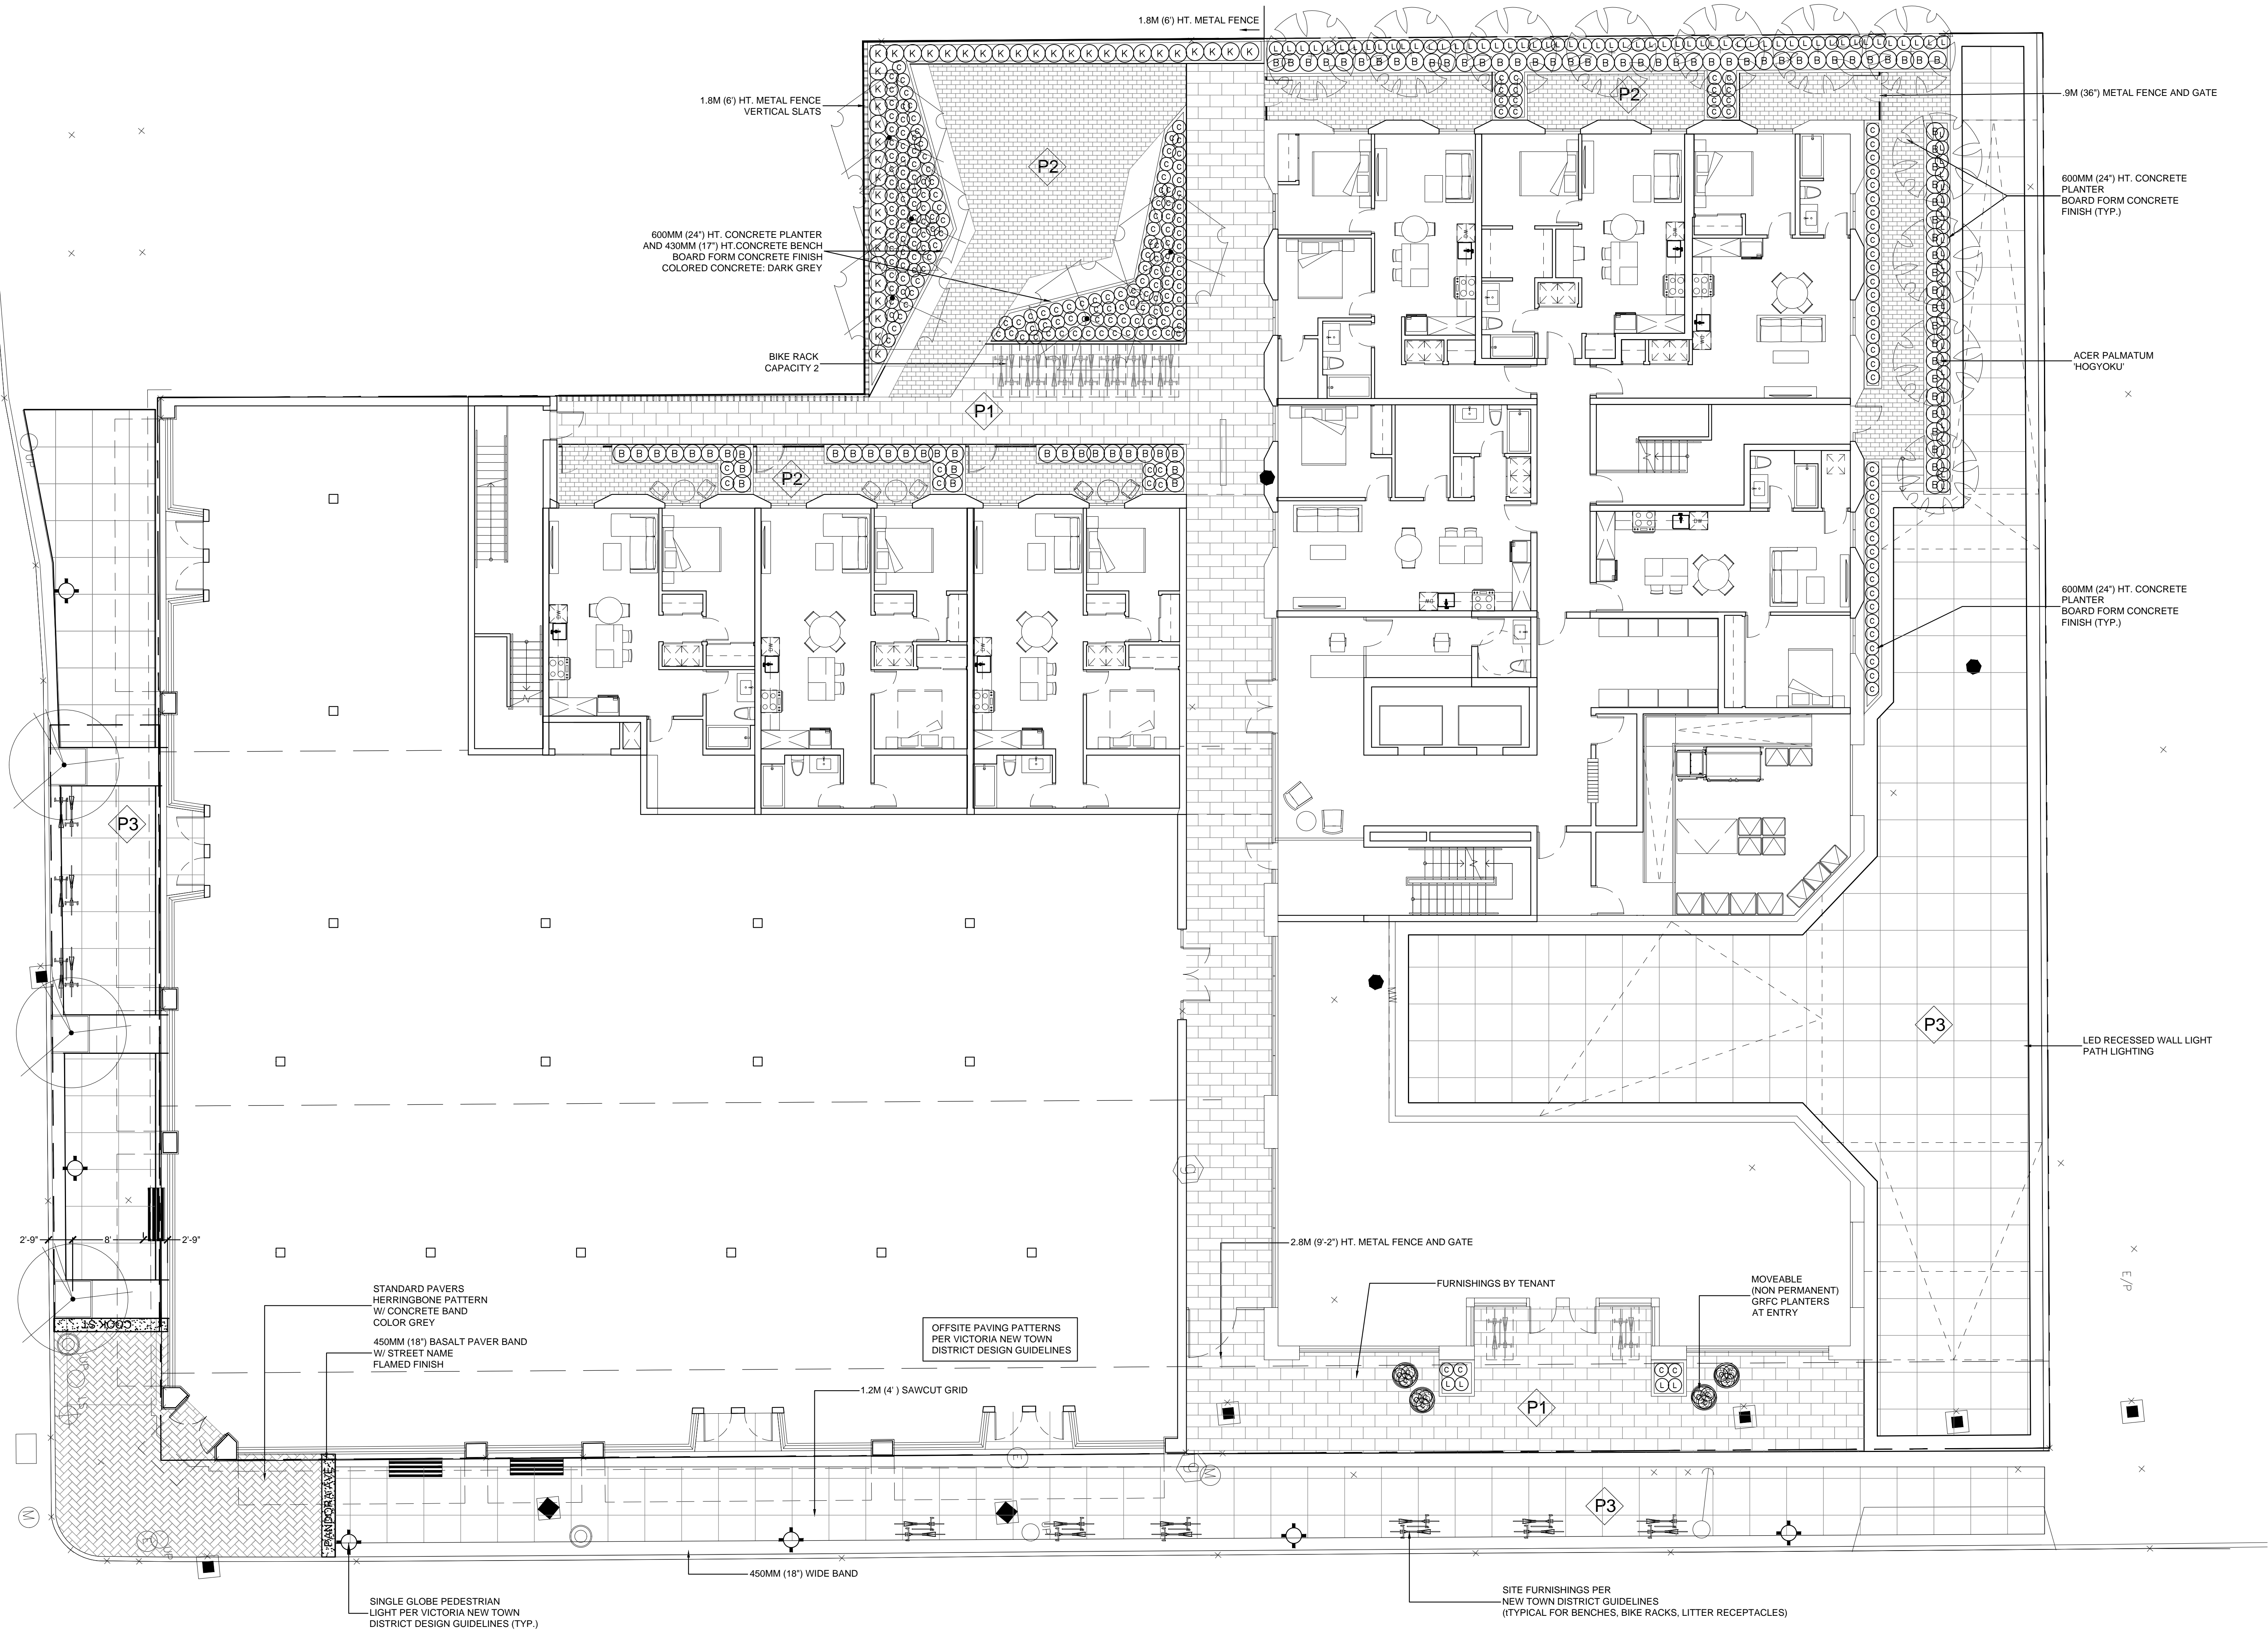 1.8M (6') HT. METAL FENCE
1.8M (6') HT. METAL FENCE
VERTICAL SLATS
P2
P2
.9M (36") METAL FENCE AND GATE
600MM (24") HT. CONCRETE
PLANTER
BOARD FORM CONCRETE
FINISH (TYP.)
600MM (24") HT. CONCRETE PLANTER
AND 430MM (17") HT.CONCRETE BENCH
BOARD FORM CONCRETE FINISH
COLORED CONCRETE: DARK GREY
BIKE RACK
CAPACITY 2
ACER PALMATUM
'HOGYOKU'
P1
P2
600MM (24") HT. CONCRETE
PLANTER
BOARD FORM CONCRETE
FINISH (TYP.)
P3
P3
LED RECESSED WALL LIGHT
PATH LIGHTING
2'-9" 8' 2'-9"
2.8M (9'-2") HT. METAL FENCE AND GATE
FURNISHINGS BY TENANT
MOVEABLE
(NON PERMANENT)
GRFC PLANTERS
AT ENTRY
E/P
STANDARD PAVERS
HERRINGBONE PATTERN
W/ CONCRETE BAND
COLOR GREY
450MM (18") BASALT PAVER BAND
W/ STREET NAME
FLAMED FINISH
OFFSITE PAVING PATTERNS
PER VICTORIA NEW TOWN
DISTRICT DESIGN GUIDELINES
COOK ST
1.2M (4' ) SAWCUT GRID
P1
PANDORA AVE
P3
450MM (18") WIDE BAND
SINGLE GLOBE PEDESTRIAN
LIGHT PER VICTORIA NEW TOWN
DISTRICT DESIGN GUIDELINES (TYP.)
SITE FURNISHINGS PER
NEW TOWN DISTRICT GUIDELINES
(tTYPICAL FOR BENCHES, BIKE RACKS, LITTER RECEPTACLES)